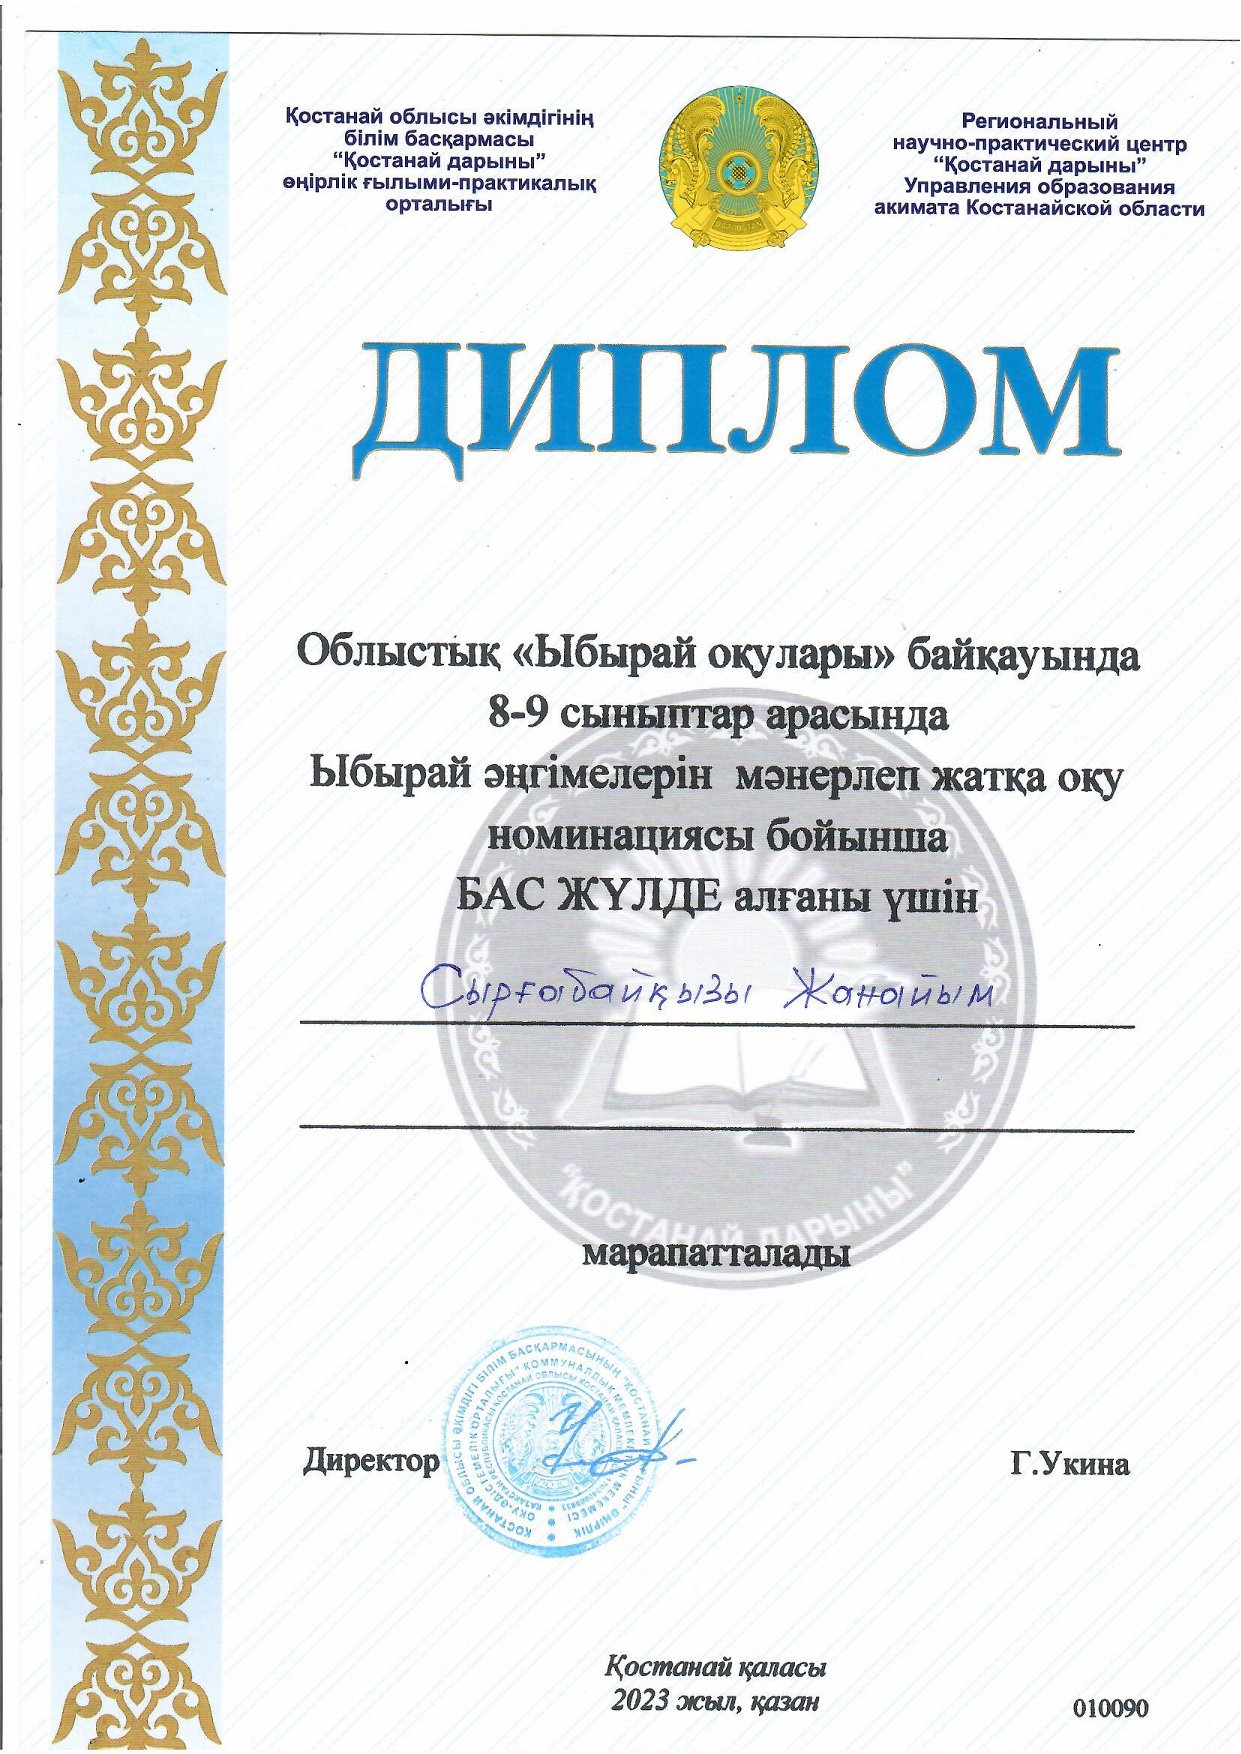 Қостанай облысы әкімдігінің
білім басқармасы
“Қостанай дарыны”
өңірлік ғылыми-практикалық
орталығы
Региональный
научно-практический центр
“Қостанай дарыны”
Управления образования
акимата Костанайской области
ДИПЛОМ
Облыстық «Ыбырай оқулары» байқауында
8-9 сыныптар арасында
Ыбырай әңгімелерін мәнерлеп жатқа оқу
номинациясы бойынша
БАС ЖҮЛДЕ алғаны үшін
Сырғабайқызы Жанайым
“ҚОСТАНАЙ ДАРЫНЫ”
марапатталады
Директор
Г.Укина
Қостанай қаласы
2023 жыл, қазан
010090